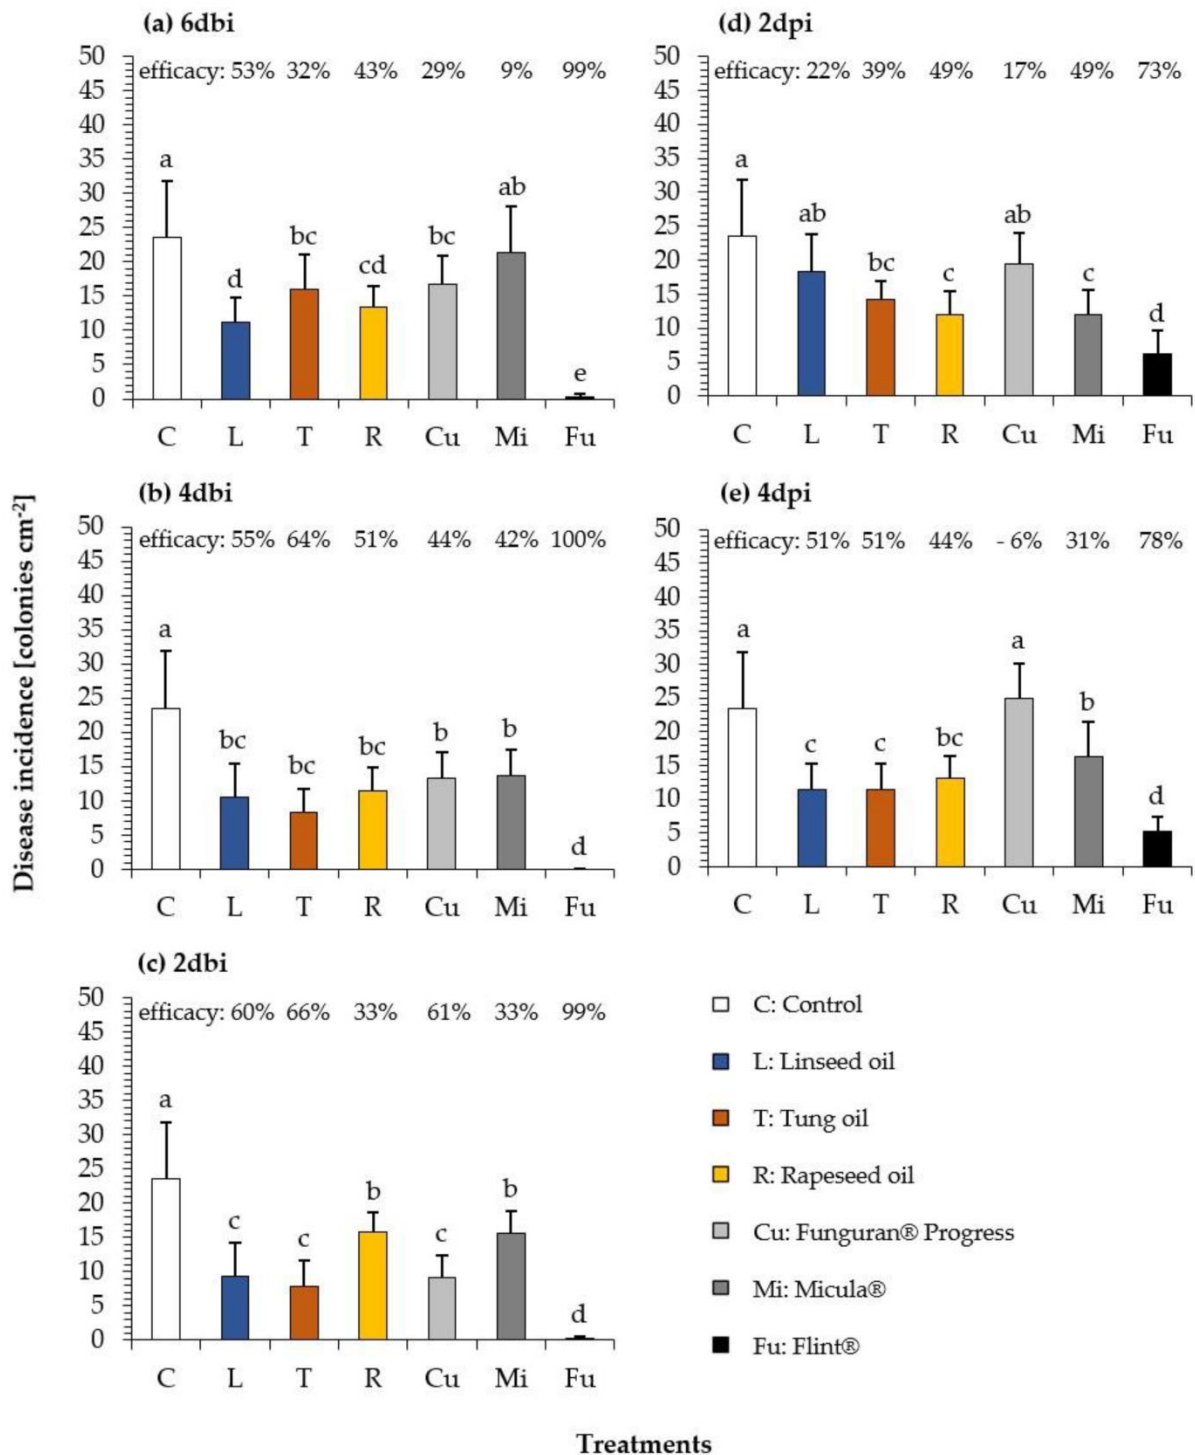 (a) 6dbi
efficacy: 53% 32% 43% 29% 9% 99%
50
45
40
35
30
25
20
15
10
5
0
a
d
bc
cd
bc
ab
e
C L T R Cu Mi Fu
(d) 2dpi
efficacy: 22% 39% 49% 17% 49% 73%
50
45
40
35
30
25
20
15
10
5
0
a
ab
bc
c
ab
c
d
C L T R Cu Mi Fu
Disease incidence [colonies cm-2]
(b) 4dbi
efficacy: 55% 64% 51% 44% 42% 100%
50
45
40
35
30
25
20
15
10
5
0
a
bc
bc
bc
b
b
d
C L T R Cu Mi Fu
(e) 4dpi
efficacy: 51% 51% 44% - 6% 31% 78%
50
45
40
35
30
25
20
15
10
5
0
a
c
c
bc
a
b
d
C L T R Cu Mi Fu
(c) 2dbi
efficacy: 60% 66% 33% 61% 33% 99%
50
45
40
35
30
25
20
15
10
5
0
a
c
c
b
c
b
d
C L T R Cu Mi Fu
C: Control
L: Linseed oil
T: Tung oil
R: Rapeseed oil
Cu: Funguran® Progress
Mi: Micula®
Fu: Flint®
Treatments